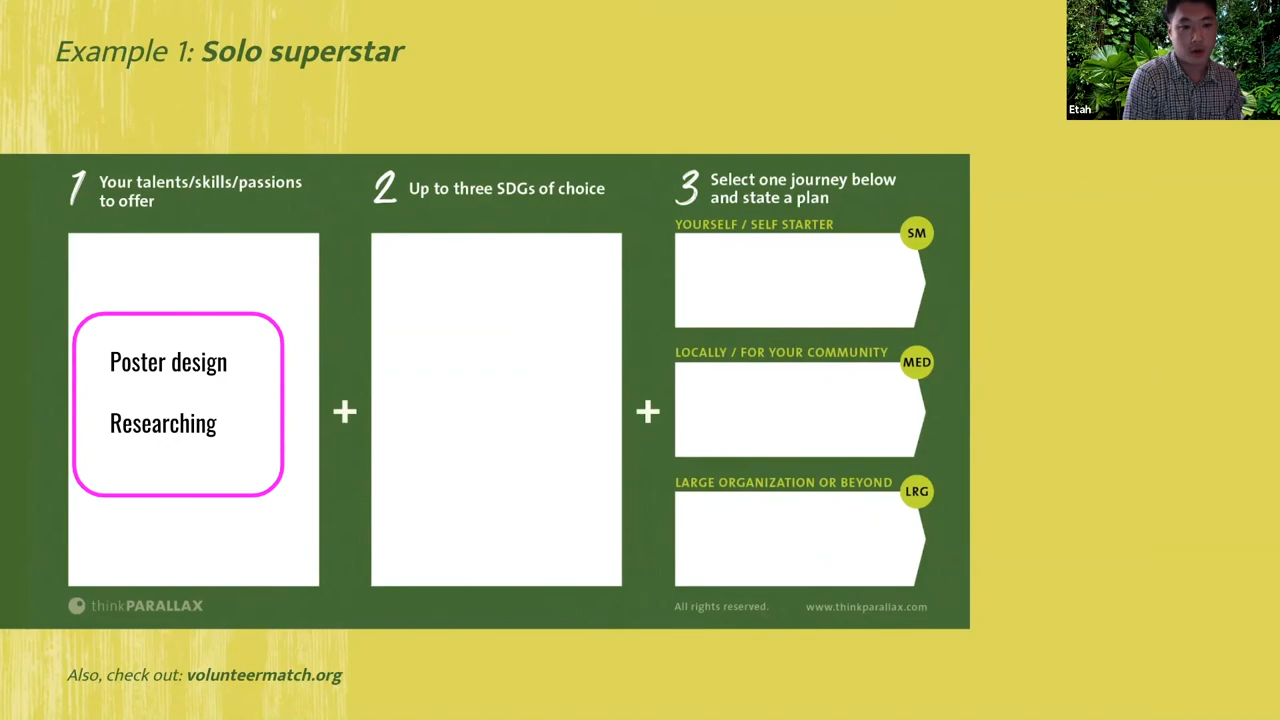 Example 1: Solo superstar
Etah
1 Your talents/skills/passions
to offer
Poster design
Researching
+
2 Up to three SDGs of choice
+
3 Select one journey below
and state a plan
YOURSELF / SELF STARTER
SM
LOCALLY / FOR YOUR COMMUNITY
MED
LARGE ORGANIZATION OR BEYOND
LRG
thinkPARALLAX
All rights reserved.
www.thinkparallax.com
Also, check out: volunteermatch.org